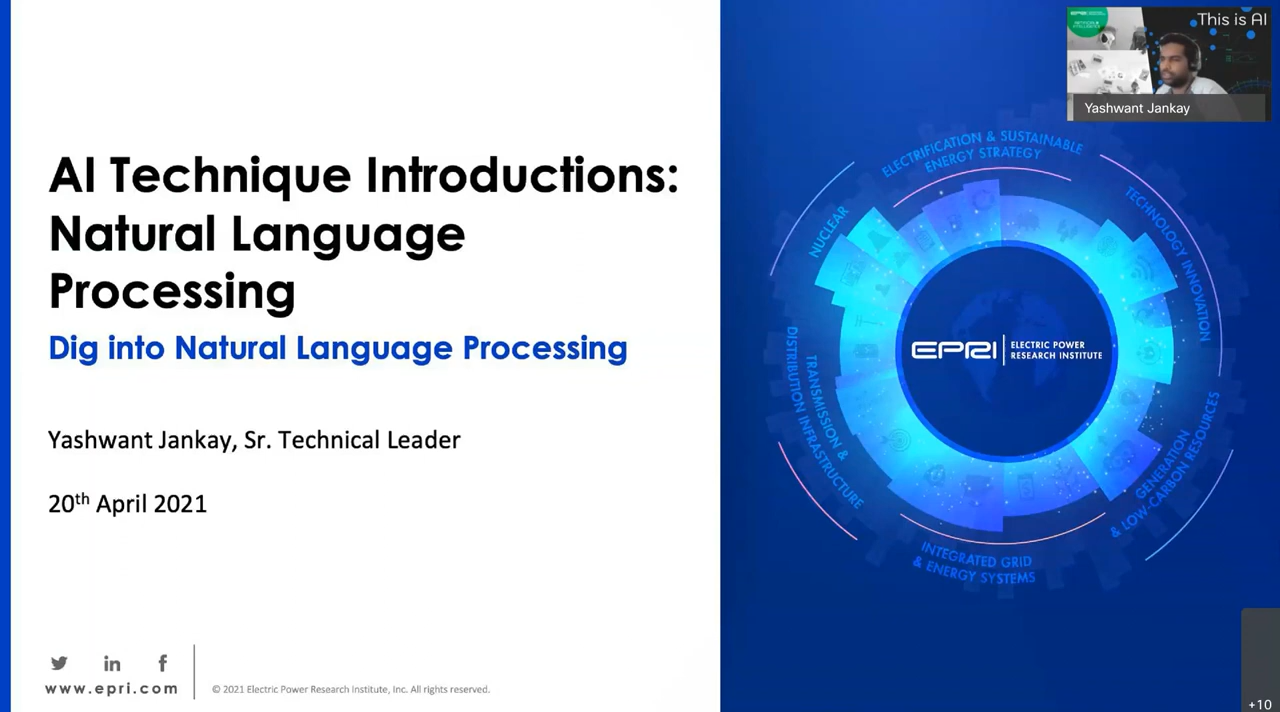 AI Technique Introductions:
Natural Language
Processing
Dig into Natural Language Processing
Yashwant Jankay, Sr. Technical Leader
20th April 2021
www.epri.com
© 2021 Electric Power Research Institute, Inc. All rights reserved.
This is AI
Yashwant Jankay
ELECTRIFICATION & SUSTAINABLE
ENERGY STRATEGY
TECHNOLOGY INNOVATION
GENERATION
& LOW-CARBON RESOURCES
INTEGRATED GRID
& ENERGY SYSTEMS
TRANSMISSION &
DISTRIBUTION INFRASTRUCTURE
NUCLEAR
EPRI
ELECTRIC POWER
RESEARCH INSTITUTE
+10